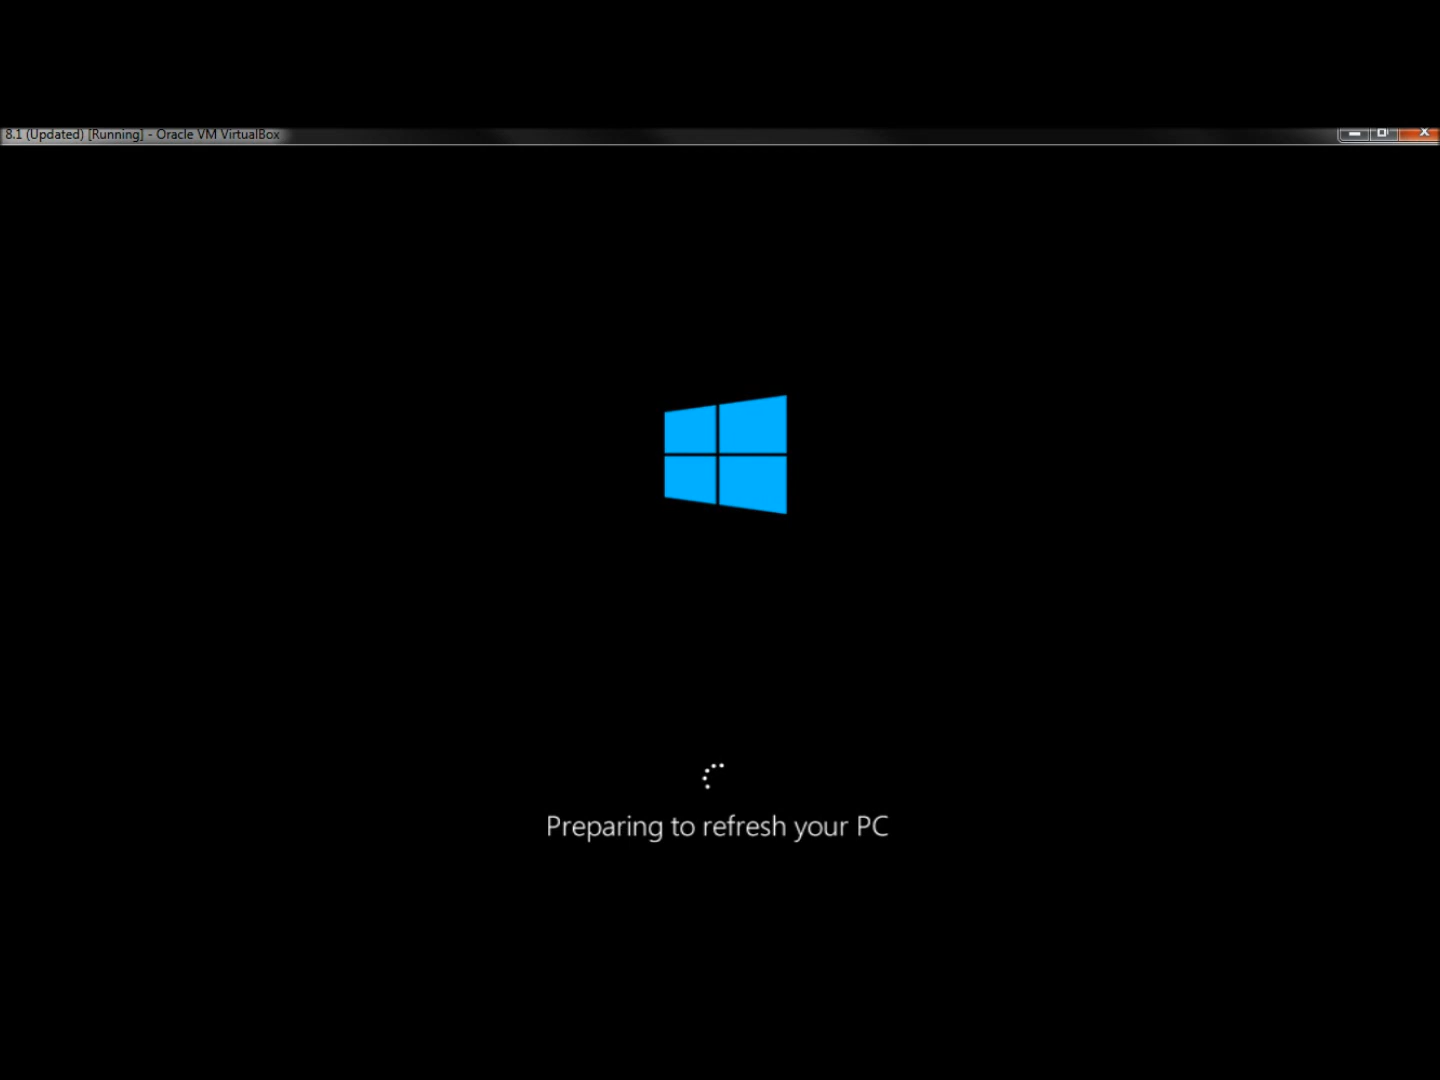 8.1 (Updated) [Running] - Oracle VM VirtualBox
Preparing to refresh your PC